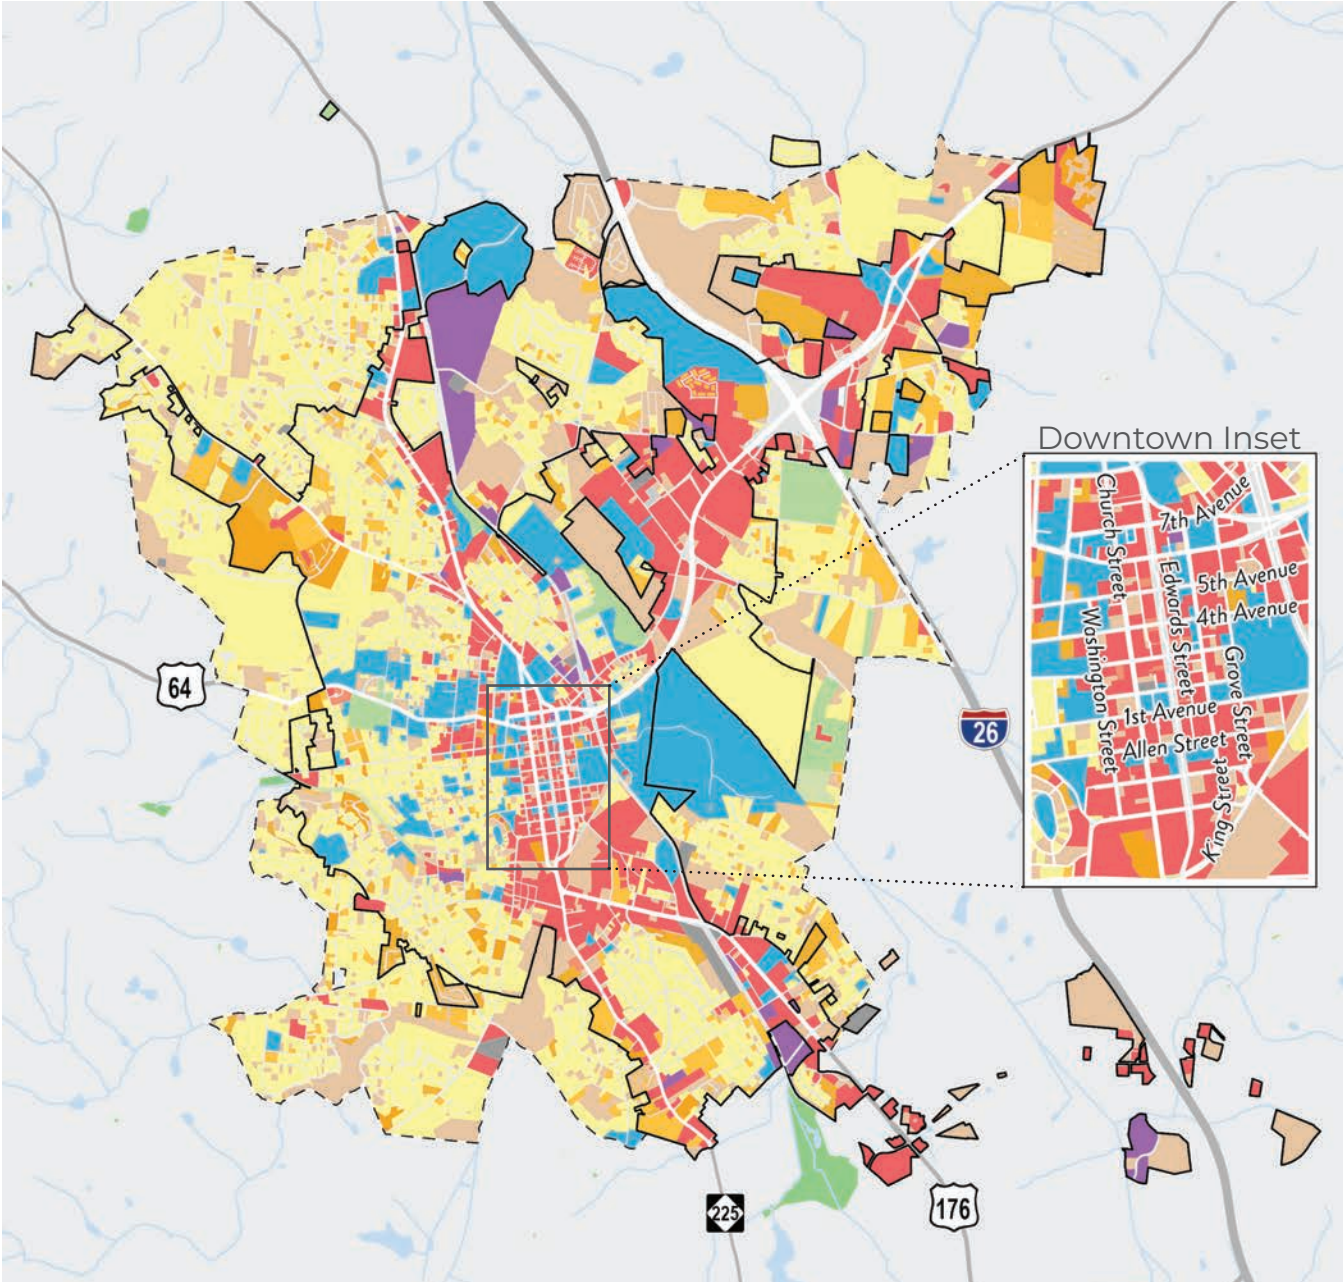 Downtown Inset
Church Street
7th Avenue
Edwards Street
5th Avenue
4th Avenue
Washington Street
Grove Street
1st Avenue
Allen Street
King Street
64
26
225
176